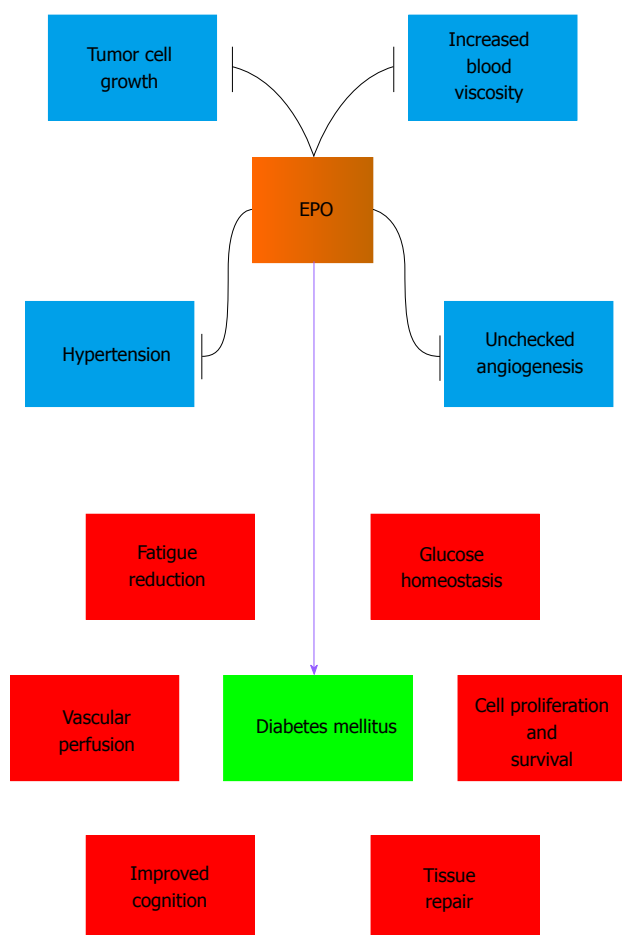 Tumor cell
growth
Increased
blood
viscosity
EPO
Hypertension
Unchecked
angiogenesis
Fatigue
reduction
Glucose
homeostasis
Vascular
perfusion
Diabetes mellitus
Cell proliferation
and
survival
Improved
cognition
Tissue
repair